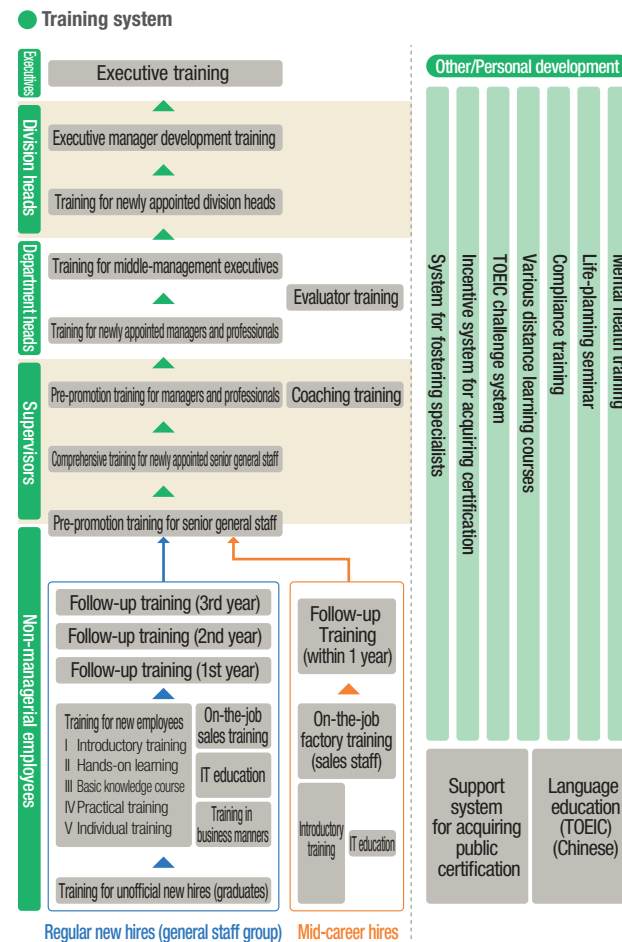 Training system
Executives
Executive training
Division heads
Executive manager development training
Training for newly appointed division heads
Department heads
Training for middle-management executives
Evaluator training
Training for newly appointed managers and professionals
Supervisors
Pre-promotion training for managers and professionals
Coaching training
Comprehensive training for newly appointed senior general staff
Pre-promotion training for senior general staff
Non-managerial employees
Follow-up training (3rd year)
Follow-up training (2nd year)
Follow-up training (1st year)
Training for new employees
I Introductory training
II Hands-on learning
III Basic knowledge course
IV Practical training
V Individual training
On-the-job
sales training
IT education
Training in
business manners
Training for unofficial new hires (graduates)
Regular new hires (general staff group)
Follow-up
Training
(within 1 year)
On-the-job
factory training
(sales staff)
Introductory
training
IT education
Mid-career hires
Other/Personal development
System for fostering specialists
Incentive system for acquiring certification
TOEIC challenge system
Various distance learning courses
Compliance training
Life-planning seminar
Mental health training
Support
system
for acquiring
public
certification
Language
education
(TOEIC)
(Chinese)